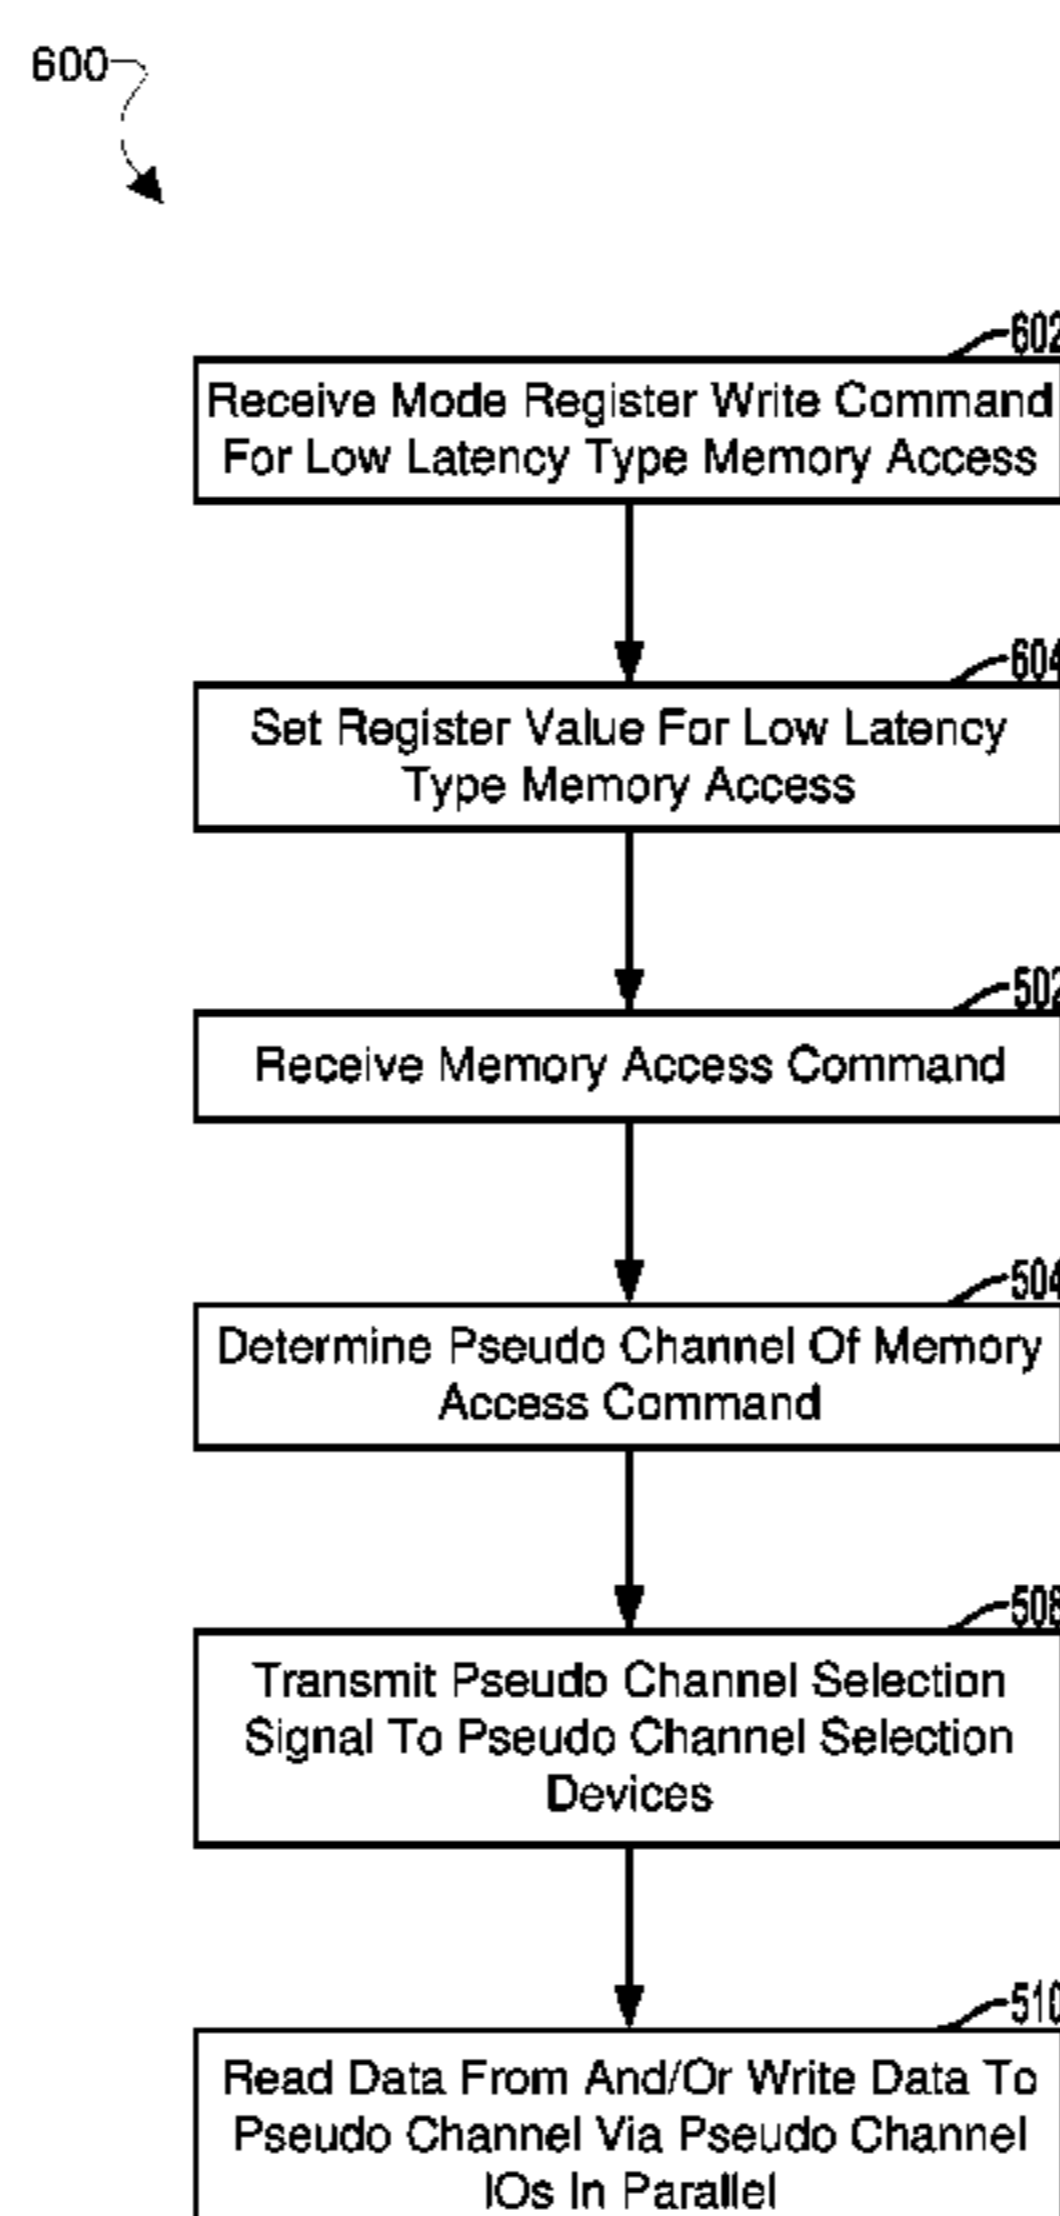 600
602
Receive Mode Register Write Command
For Low Latency Type Memory Access
604
Set Register Value For Low Latency
Type Memory Access
502
Receive Memory Access Command
504
Determine Pseudo Channel Of Memory
Access Command
508
Transmit Pseudo Channel Selection
Signal To Pseudo Channel Selection
Devices
510
Read Data From And/Or Write Data To
Pseudo Channel Via Pseudo Channel
IOs In Parallel